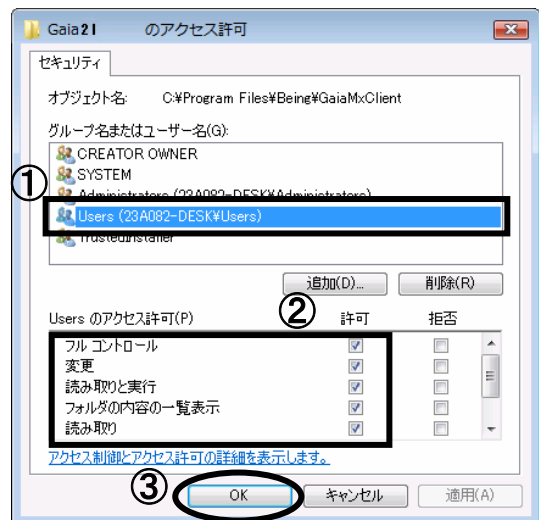 Gaia21 のアクセス許可
セキュリティ
オブジェクト名: C:¥Program Files¥Being¥GaiaMxClient
グループ名またはユーザー名(G):
CREATOR OWNER
SYSTEM
①
Administrators (23A082-DESK¥Administrators)
Users (23A082-DESK¥Users)
TrustedInstaller
追加(D)... 削除(R)
②
Users のアクセス許可(P) 許可 拒否
フル コントロール
変更
読み取りと実行
フォルダの内容の一覧表示
読み取り
アクセス制御とアクセス許可の詳細を表示します。
③
OK キャンセル 適用(A)